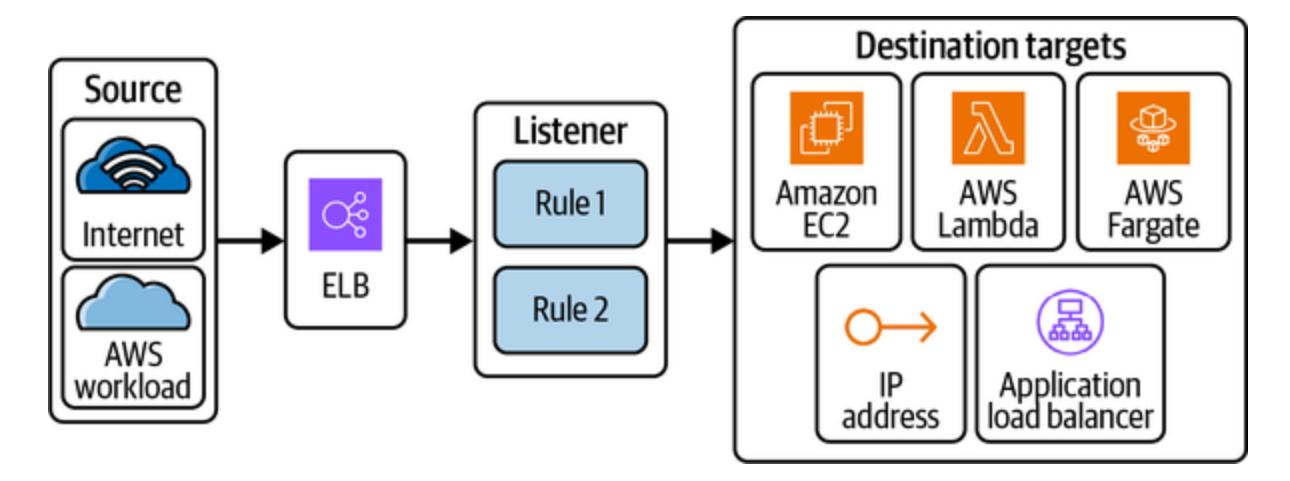 Source
Internet
AWS
workload
ELB
Listener
Rule 1
Rule 2
Destination targets
Amazon
EC2
AWS
Lambda
AWS
Fargate
IP
address
Application
load balancer